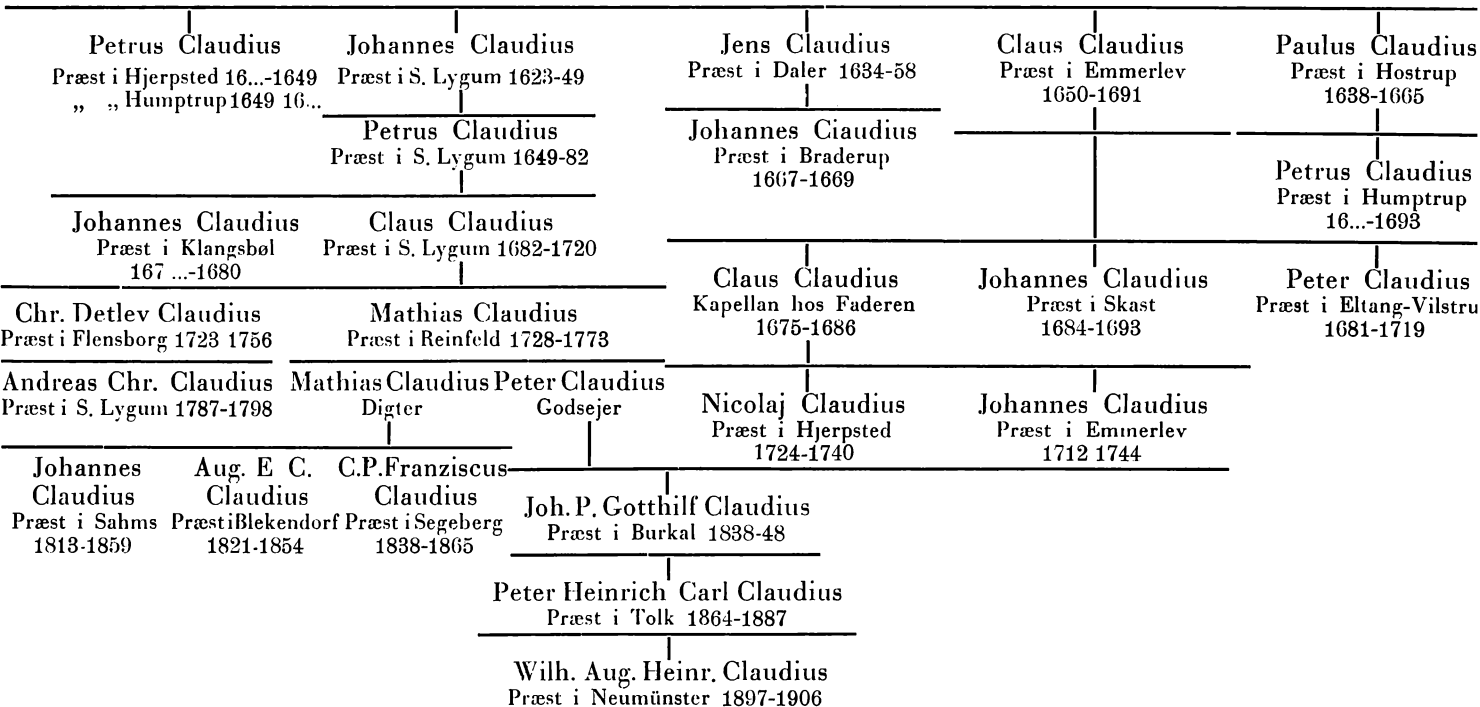 Petrus Claudius
Præst i Hjerpsted 16...-1649
„ „ Humptrup 1649 16...
Johannes Claudius
Præst i S. Lygum 1623-49
Jens Claudius
Præst i Daler 1634-58
Claus Claudius
Præst i Emmerlev
1650-1691
Paulus Claudius
Præst i Hostrup
1638-1665
Petrus Claudius
Præst i S. Lygum 1649-82
Johannes Claudius
Præst i Braderup
1667-1669
Petrus Claudius
Præst i Humptrup
16...-1693
Johannes Claudius
Præst i Klangsbøl
167 ...-1680
Claus Claudius
Præst i S. Lygum 1682-1720
Claus Claudius
Kapellan hos Faderen
1675-1686
Johannes Claudius
Præst i Skast
1684-1693
Peter Claudius
Præst i Eltang-Vilstru
1681-1719
Chr. Detlev Claudius
Præst i Flensborg 1723 1756
Mathias Claudius
Præst i Reinfeld 1728-1773
Andreas Chr. Claudius
Præst i S. Lygum 1787-1798
Mathias Claudius
Digter
Peter Claudius
Godsejer
Nicolaj Claudius
Præst i Hjerpsted
1724-1740
Johannes Claudius
Præst i Emmerlev
1712 1744
Johannes
Claudius
Præst i Sahms
1813-1859
Aug. E C.
Claudius
Præst i Blekendorf
1821-1854
C.P.Franziscus
Claudius
Præst i Segeberg
1838-1865
Joh. P. Gotthilf Claudius
Præst i Burkal 1838-48
Peter Heinrich Carl Claudius
Præst i Tolk 1864-1887
Wilh. Aug. Heinr. Claudius
Præst i Neumünster 1897-1906